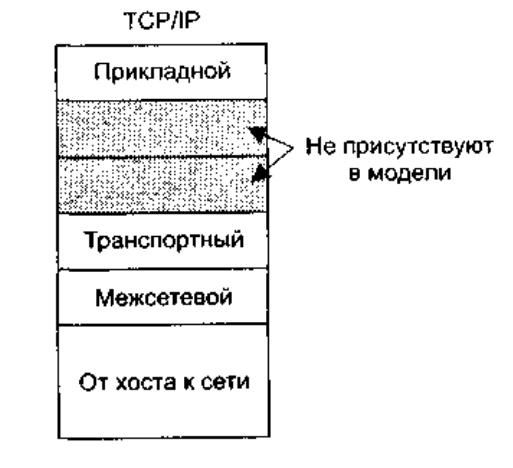 TCP/IP
Прикладной
Не присутствуют
в модели
Транспортный
Межсетевой
От хоста к сети